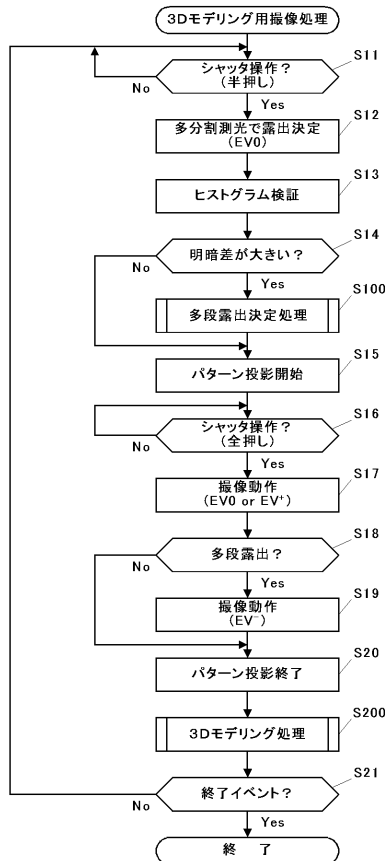 3Dモデリング用撮像処理
S11
シャッタ操作？
（半押し）
No
Yes
S12
多分割測光で露出決定
（EV0）
S13
ヒストグラム検証
S14
明暗差が大きい？
No
Yes
S100
多段露出決定処理
S15
パターン投影開始
S16
シャッタ操作？
（全押し）
No
Yes
S17
撮像動作
（EV0 or EV⁺）
S18
多段露出？
No
Yes
S19
撮像動作
（EV⁻）
S20
パターン投影終了
S200
3Dモデリング処理
S21
終了イベント？
No
Yes
終 了